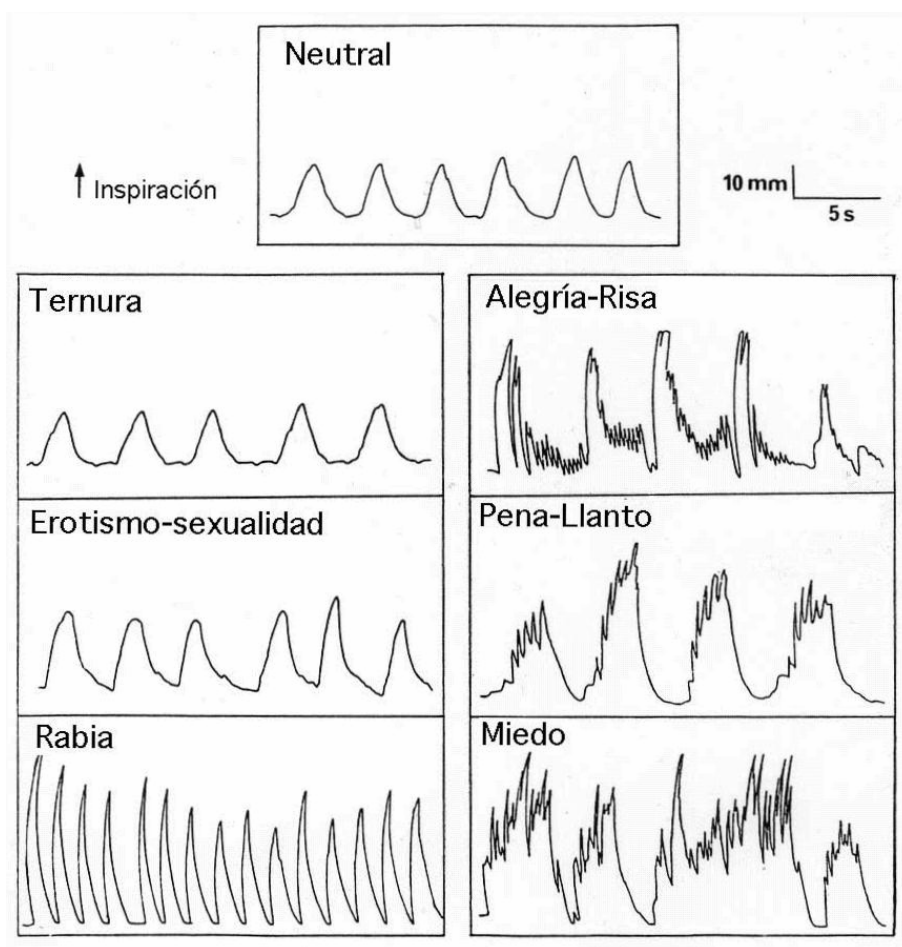 Neutral
↑ Inspiración
10 mm
5 s
Ternura
Alegría-Risa
Erotismo-sexualidad
Pena-Llanto
Rabia
Miedo